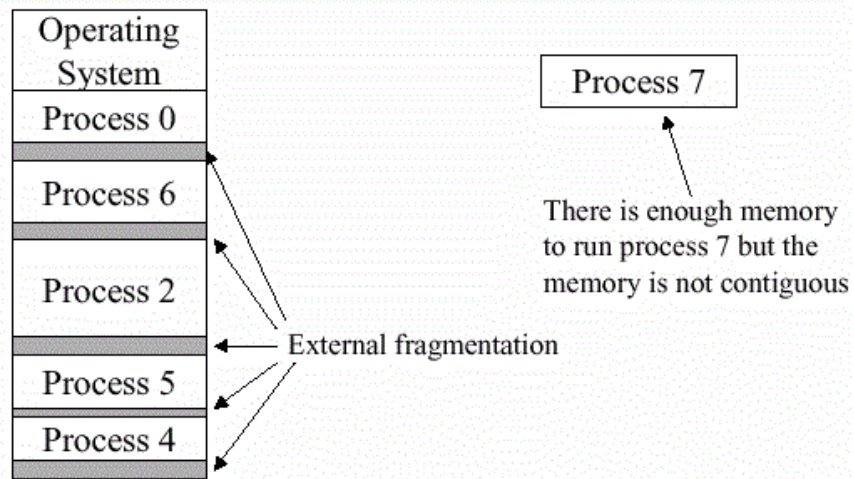 Operating
System
Process 0
Process 6
Process 2
Process 5
Process 4
External fragmentation
Process 7
There is enough memory
to run process 7 but the
memory is not contiguous